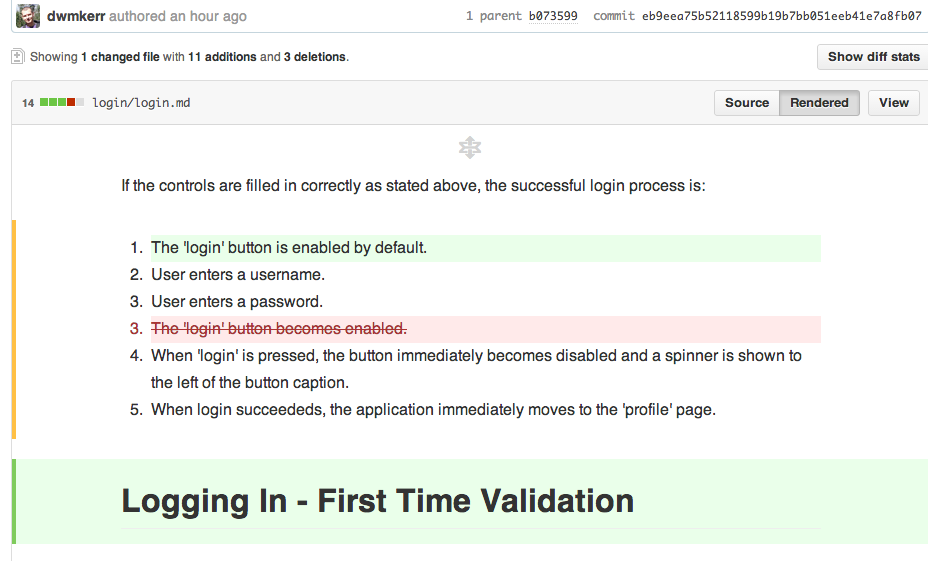 dwmkerr authored an hour ago 1 parent b073599 commit eb9eea75b52118599b19b7bb051eeb41e7a8fb07
Showing 1 changed file with 11 additions and 3 deletions. Show diff stats
14 login/login.md Source Rendered View
If the controls are filled in correctly as stated above, the successful login process is:
1. The 'login' button is enabled by default.
2. User enters a username.
3. User enters a password.
3. The 'login' button becomes enabled.
4. When 'login' is pressed, the button immediately becomes disabled and a spinner is shown to
the left of the button caption.
5. When login succeededs, the application immediately moves to the 'profile' page.
Logging In - First Time Validation